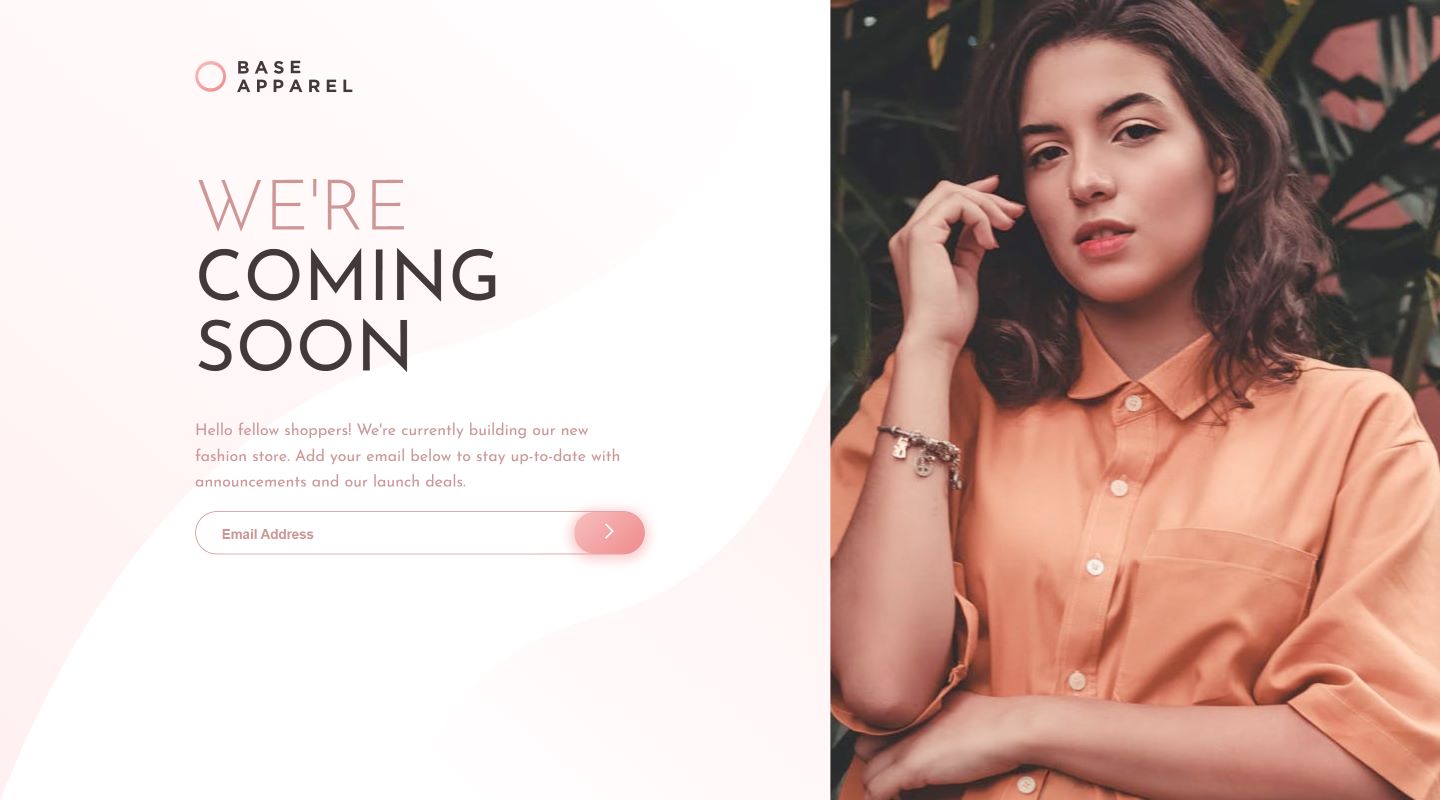 BASE
APPAREL
WE'RE
COMING
SOON
Hello fellow shoppers! We're currently building our new
fashion store. Add your email below to stay up-to-date with
announcements and our launch deals.
Email Address